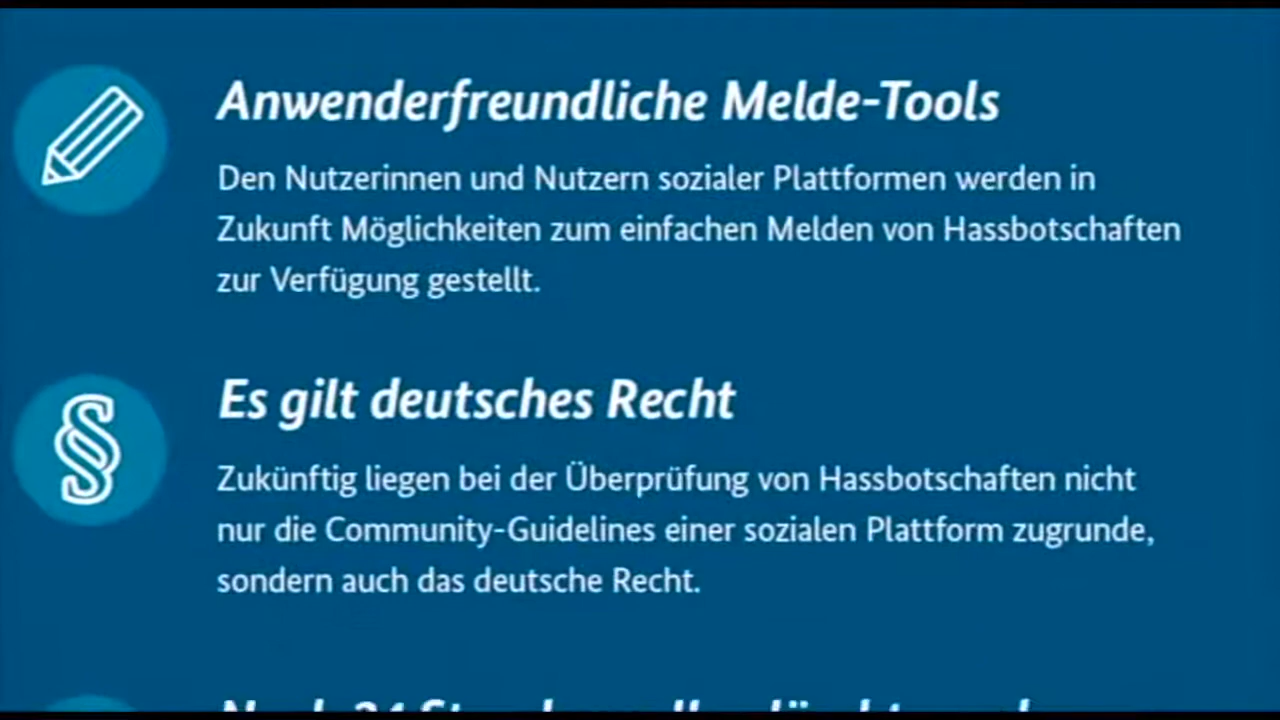 Anwenderfreundliche Melde-Tools
Den Nutzerinnen und Nutzern sozialer Plattformen werden in
Zukunft Möglichkeiten zum einfachen Melden von Hassbotschaften
zur Verfügung gestellt.
§
Es gilt deutsches Recht
Zukünftig liegen bei der Überprüfung von Hassbotschaften nicht
nur die Community-Guidelines einer sozialen Plattform zugrunde,
sondern auch das deutsche Recht.